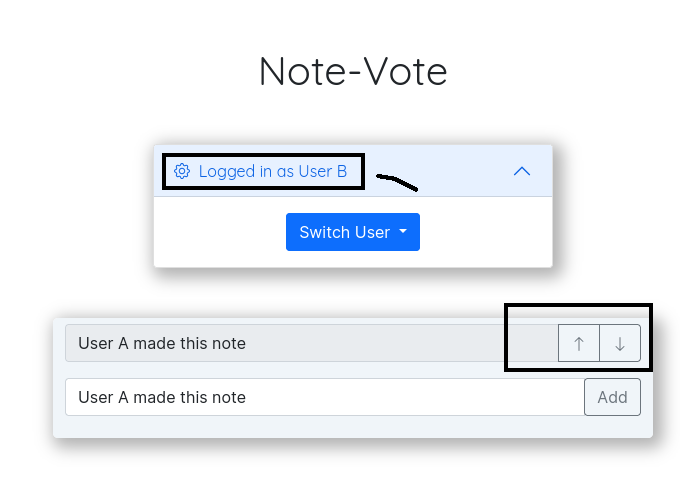 Note-Vote
Logged in as User B
Switch User
User A made this note
User A made this note
Add